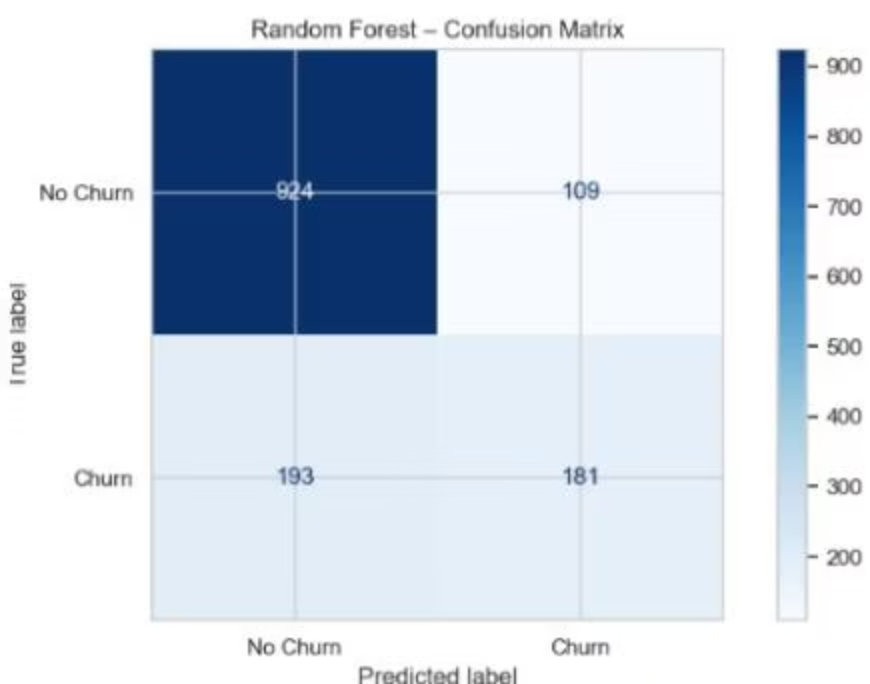 Random Forest – Confusion Matrix
No Churn
924
109
Churn
193
181
True label
No Churn
Churn
Predicted label
900
800
700
600
500
400
300
200